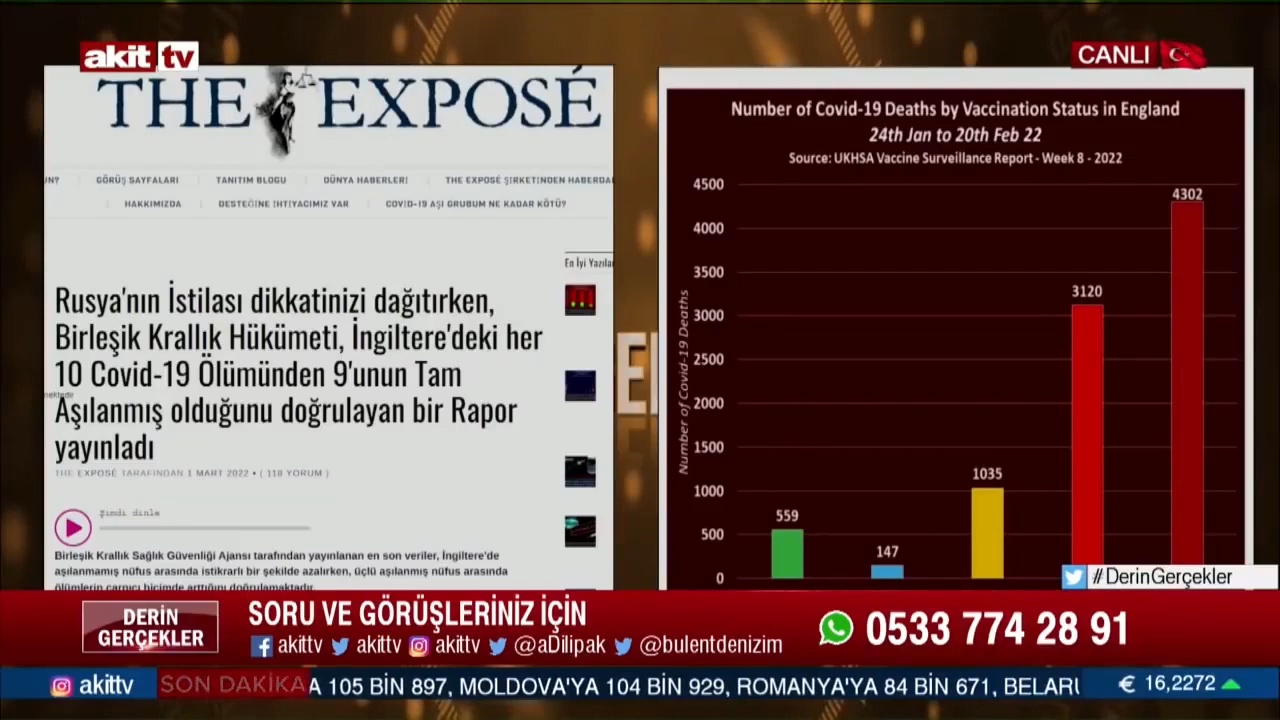 akit tv
CANLI
THE EXPOSÉ
UN?
GÖRÜŞ SAYFALARI
TANITIM BLOGU
DÜNYA HABERLERİ
THE EXPOSÉ ŞİRKETİNDEN HABERDA
HAKKIMIZDA
DESTEĞİNE İHTİYACIMIZ VAR
COVID-19 AŞI GRUBUM NE KADAR KÖTÜ?
En İyi Yazılar
Rusya'nın İstilası dikkatinizi dağıtırken,
Birleşik Krallık Hükümeti, İngiltere'deki her
10 Covid-19 Ölümünden 9'unun Tam
Aşılanmış olduğunu doğrulayan bir Rapor
yayınladı
THE EXPOSÉ TARAFINDAN 1 MART 2022 • ( 118 YORUM )
Şimdi dinle
Birleşik Krallık Sağlık Güvenliği Ajansı tarafından yayınlanan en son veriler, İngiltere'de
aşılanmamış nüfus arasında istikrarlı bir şekilde azalırken, üçlü aşılanmış nüfus arasında
ölümlerin çarpıcı biçimde arttığını doğrulamaktadır.
Number of Covid-19 Deaths by Vaccination Status in England
24th Jan to 20th Feb 22
Source: UKHSA Vaccine Surveillance Report - Week 8 - 2022
Number of Covid-19 Deaths
4500
4000
3500
3000
2500
2000
1500
1000
500
0
559
147
1035
3120
4302
#DerinGerçekler
DERİN
GERÇEKLER
SORU VE GÖRÜŞLERİNİZ İÇİN
akittv akittv akittv @aDilipak @bulentdenizim
0533 774 28 91
akittv
SON DAKİKA
A 105 BİN 897, MOLDOVA'YA 104 BİN 929, ROMANYA'YA 84 BİN 671, BELARU
€ 16,2272